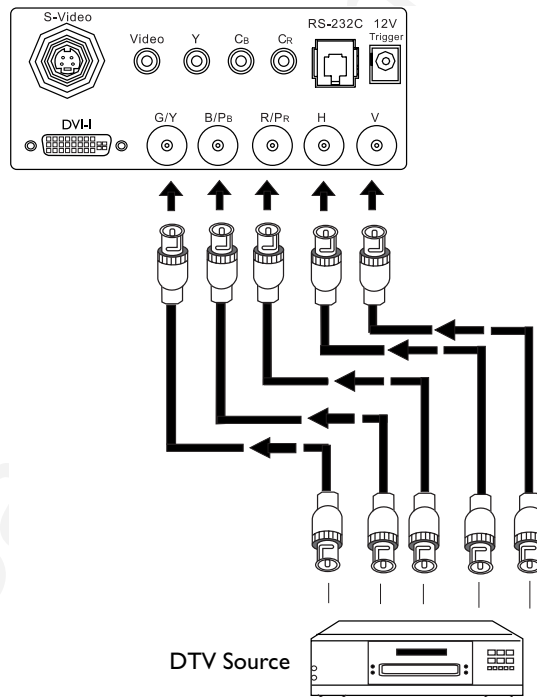 S-Video
Video Y CB CR RS-232C 12V
Trigger
DVI-I G/Y B/PB R/PR H V
DTV Source